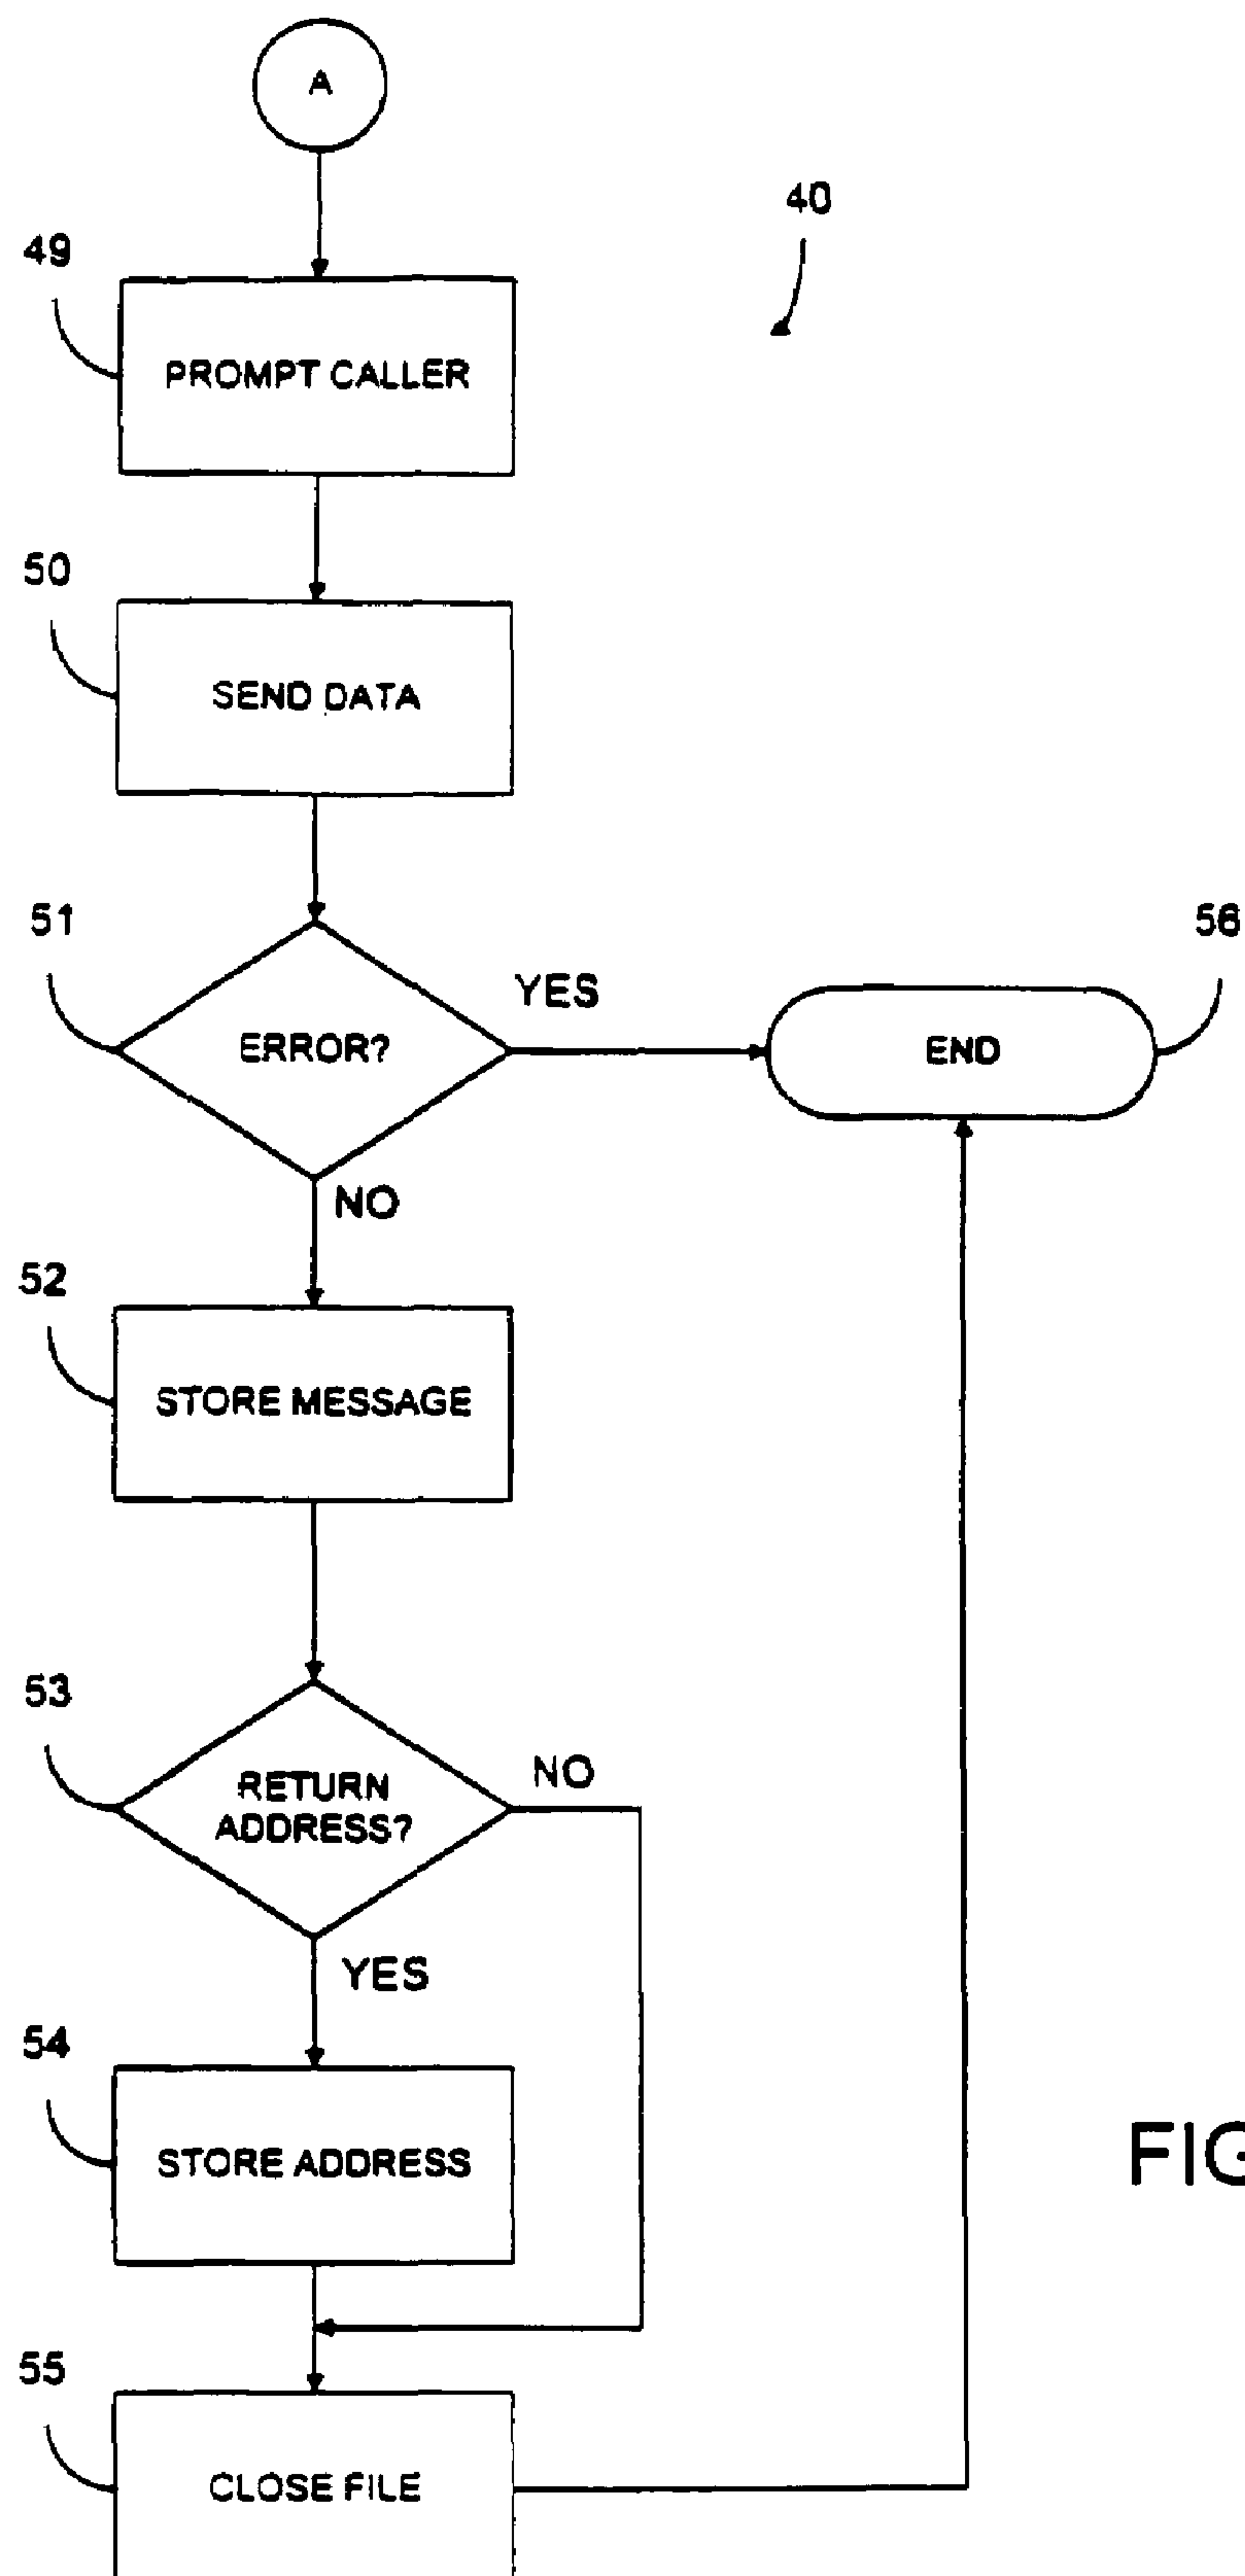 A
40
49
PROMPT CALLER
50
SEND DATA
51
ERROR?
YES
END
56
NO
52
STORE MESSAGE
53
RETURN
ADDRESS?
NO
YES
54
STORE ADDRESS
FIG
55
CLOSE FILE